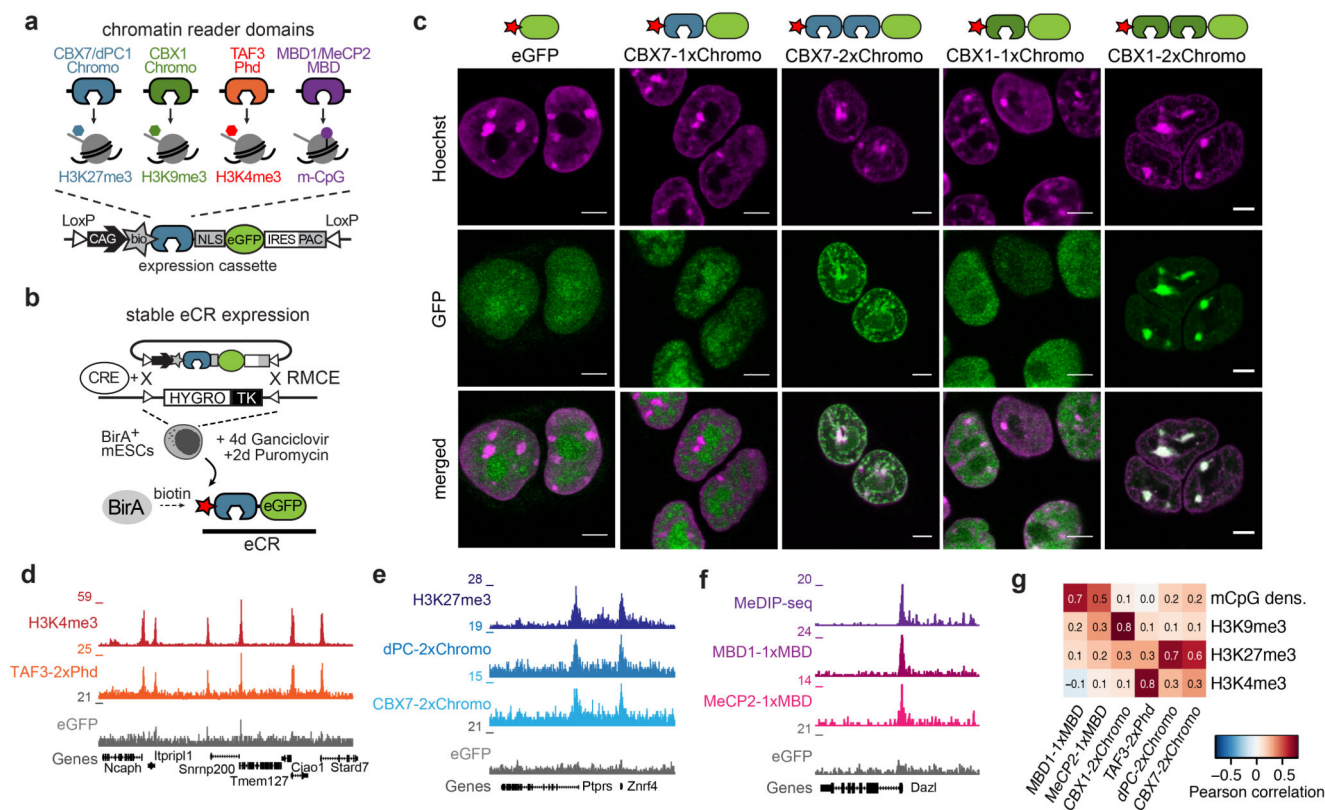 a
chromatin reader domains
CBX7/dPC1 CBX1 TAF3 MBD1/MeCP2
Chromo Chromo Phd MBD
H3K27me3 H3K9me3 H3K4me3 m-CpG
LoxP LoxP
CAG bio NLS eGFP IRES PAC
expression cassette
b
stable eCR expression
CRE + X X RMCE
HYGRO TK
BirA+
mESCs
+ 4d Ganciclovir
+2d Puromycin
biotin
BirA eGFP
eCR
c
eGFP CBX7-1xChromo CBX7-2xChromo CBX1-1xChromo CBX1-2xChromo
Hoechst
GFP
merged
d
59
H3K4me3
25
TAF3-2xPhd
21
eGFP
Genes
Ncaph Itpripl1 Snrnp200 Tmem127 Ciao1 Stard7
e
28
H3K27me3
19
dPC-2xChromo
15
CBX7-2xChromo
21
eGFP
Genes
Ptprs Znrf4
f
20
MeDIP-seq
24
MBD1-1xMBD
14
MeCP2-1xMBD
21
eGFP
Genes
Dazl
g
0.7 0.5 0.1 0.0 0.2 0.2 mCpG dens.
0.2 0.3 0.8 0.1 0.1 0.1 H3K9me3
0.1 0.2 0.3 0.3 0.7 0.6 H3K27me3
−0.1 0.1 0.1 0.8 0.3 0.3 H3K4me3
MBD1-1xMBD
MeCP2-1xMBD
CBX1-2xChromo
TAF3-2xPhd
dPC-2xChromo
CBX7-2xChromo
−0.5 0.0 0.5
Pearson correlation